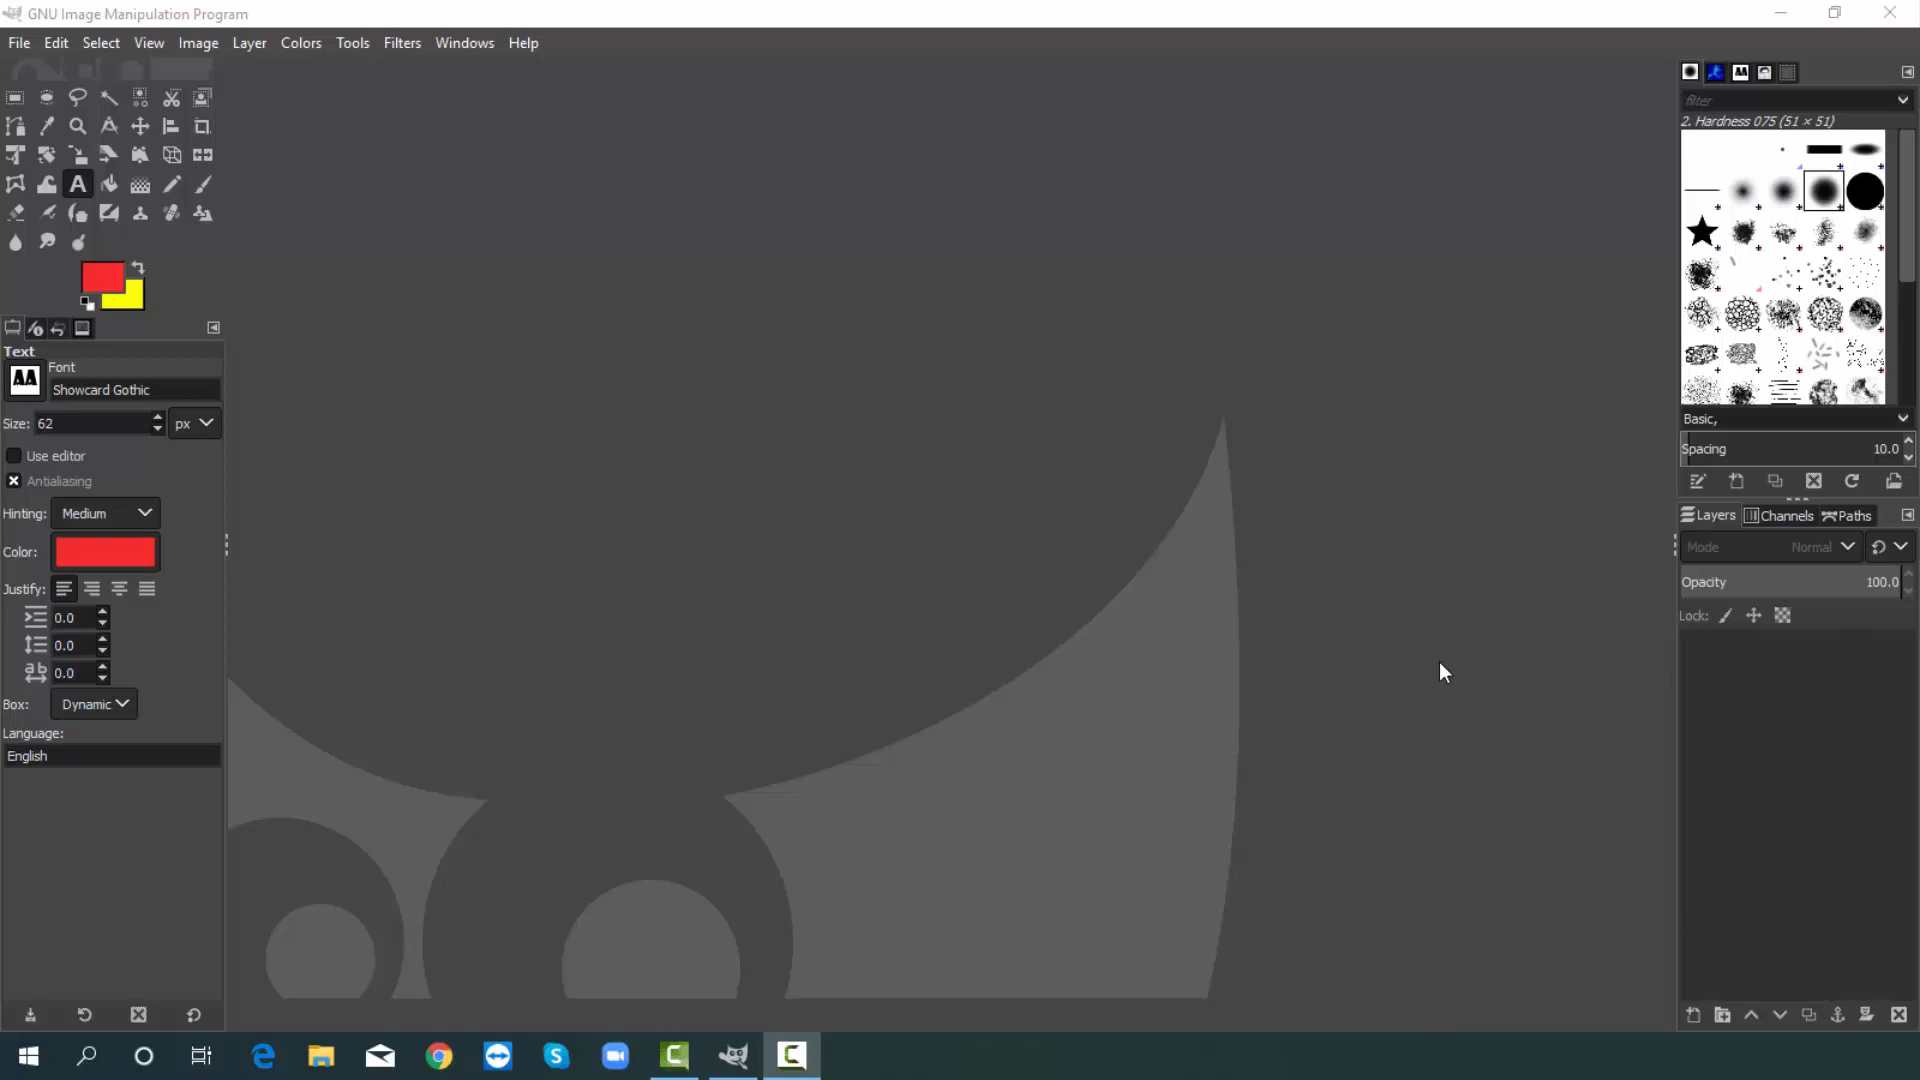 GNU Image Manipulation Program
File Edit Select View Image Layer Colors Tools Filters Windows Help
filter
2. Hardness 075 (51 × 51)
Text
Font
Showcard Gothic
Size: 62 px
Use editor
Antialiasing
Hinting: Medium
Color:
Justify:
0.0
0.0
0.0
Box: Dynamic
Language:
English
Basic,
Spacing 10.0
Layers Channels Paths
Mode Normal
Opacity 100.0
Lock: